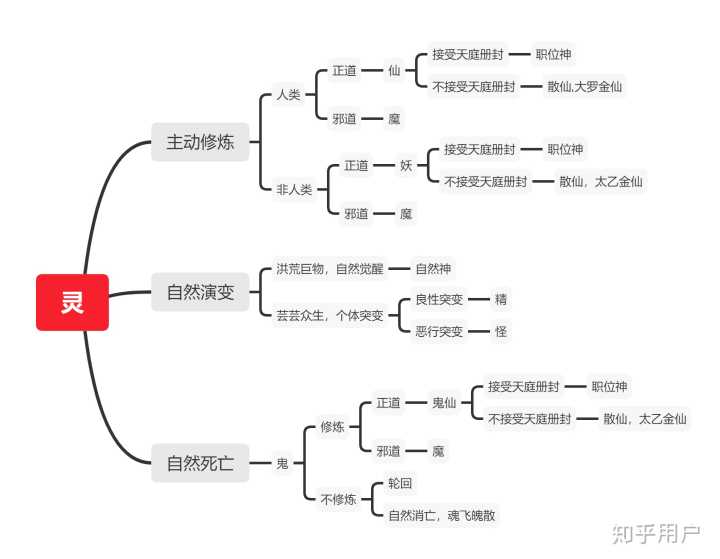 灵
主动修炼
人类
正道
仙
接受天庭册封
职位神
不接受天庭册封
散仙,大罗金仙
邪道
魔
非人类
正道
妖
接受天庭册封
职位神
不接受天庭册封
散仙，太乙金仙
邪道
魔
自然演变
洪荒巨物，自然觉醒
自然神
芸芸众生，个体突变
良性突变
精
恶行突变
怪
自然死亡
鬼
修炼
正道
鬼仙
接受天庭册封
职位神
不接受天庭册封
散仙，太乙金仙
邪道
魔
不修炼
轮回
自然消亡，魂飞魄散
知乎用户